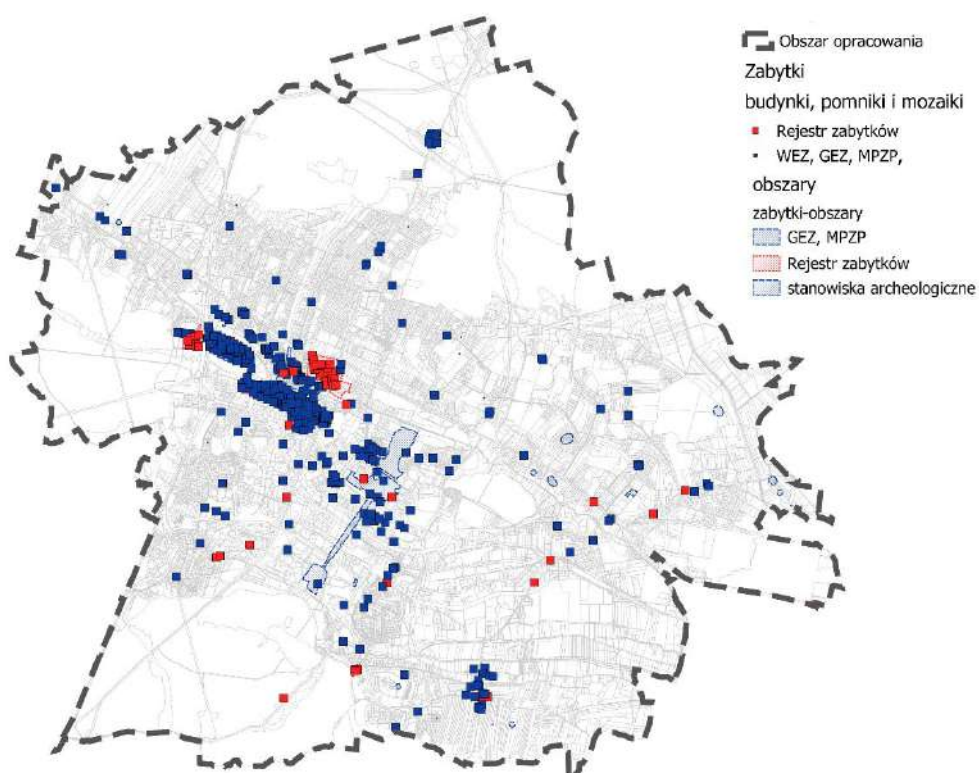 Obszar opracowania
Zabytki
budynki, pomniki i mozaiki
Rejestr zabytków
WEZ, GEZ, MPZP,
obszary
zabytki-obszary
GEZ, MPZP
Rejestr zabytków
stanowiska archeologiczne